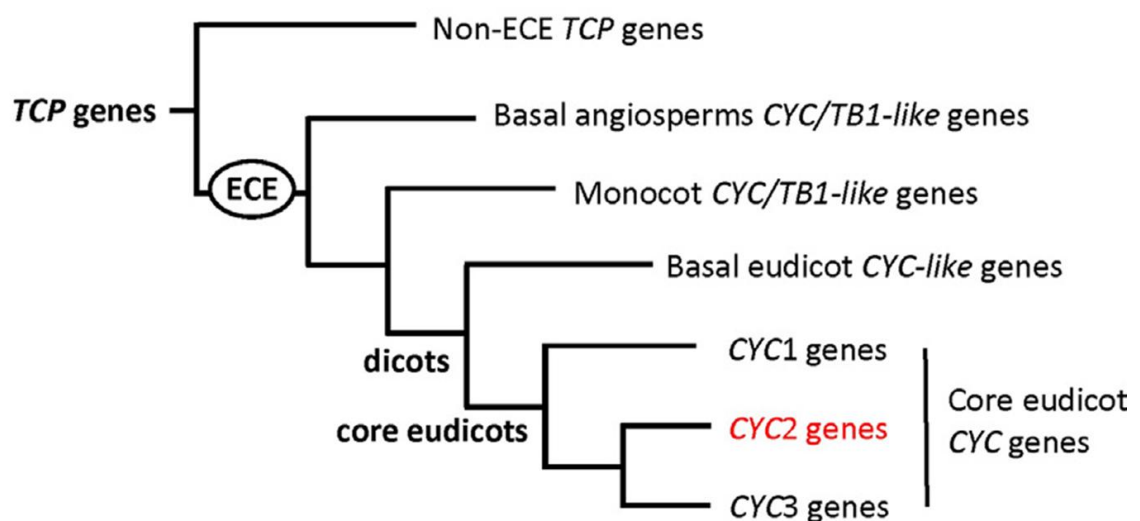 Non-ECE TCP genes
TCP genes
Basal angiosperms CYC/TB1-like genes
ECE
Monocot CYC/TB1-like genes
Basal eudicot CYC-like genes
dicots
CYC1 genes
core eudicots
CYC2 genes
CYC3 genes
Core eudicot
CYC genes